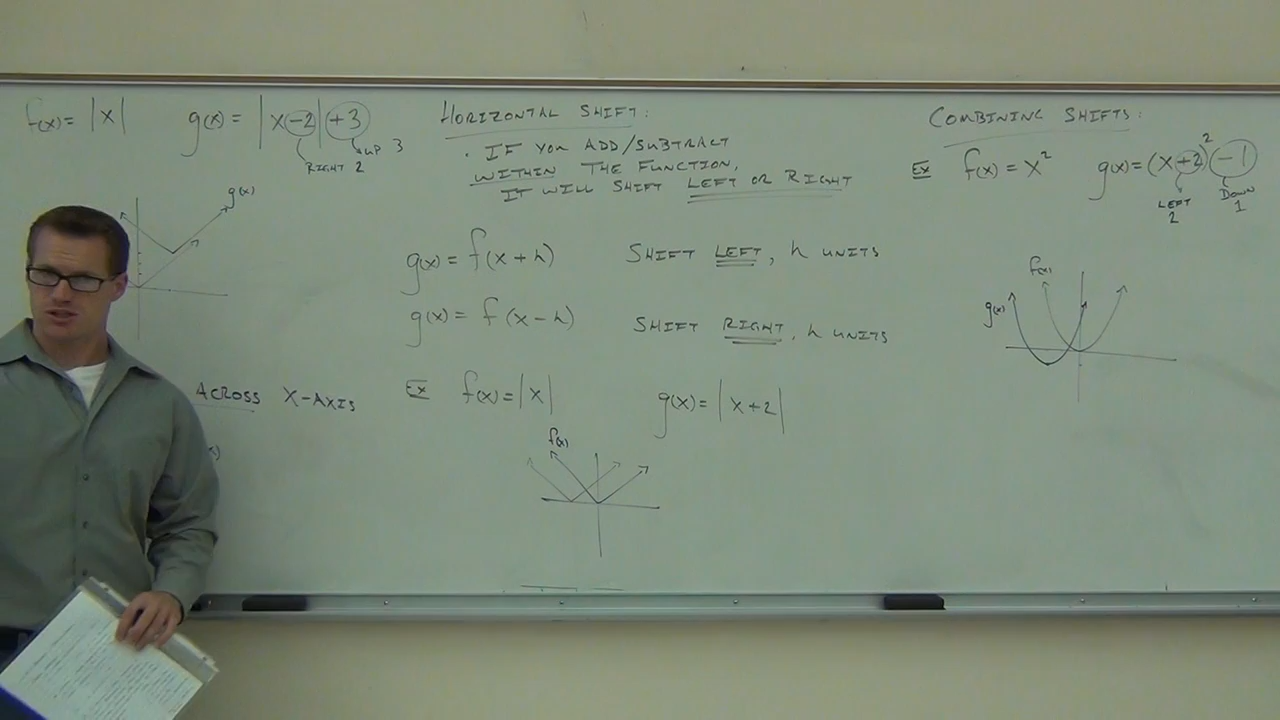 f(x) = |x| g(x) = |x-2|+3
RIGHT 2 UP 3
g(x)
ACROSS X-AXIS
HORIZONTAL SHIFT:
· IF YOU ADD/SUBTRACT
WITHIN THE FUNCTION,
IT WILL SHIFT LEFT OR RIGHT
g(x) = f(x+h) SHIFT LEFT, h UNITS
g(x) = f(x-h) SHIFT RIGHT, h UNITS
EX f(x)=|x| g(x)=|x+2|
f(x)
COMBINING SHIFTS:
EX f(x)=x² g(x)=(x+2)²-1
LEFT 2
DOWN 1
f(x)
g(x)